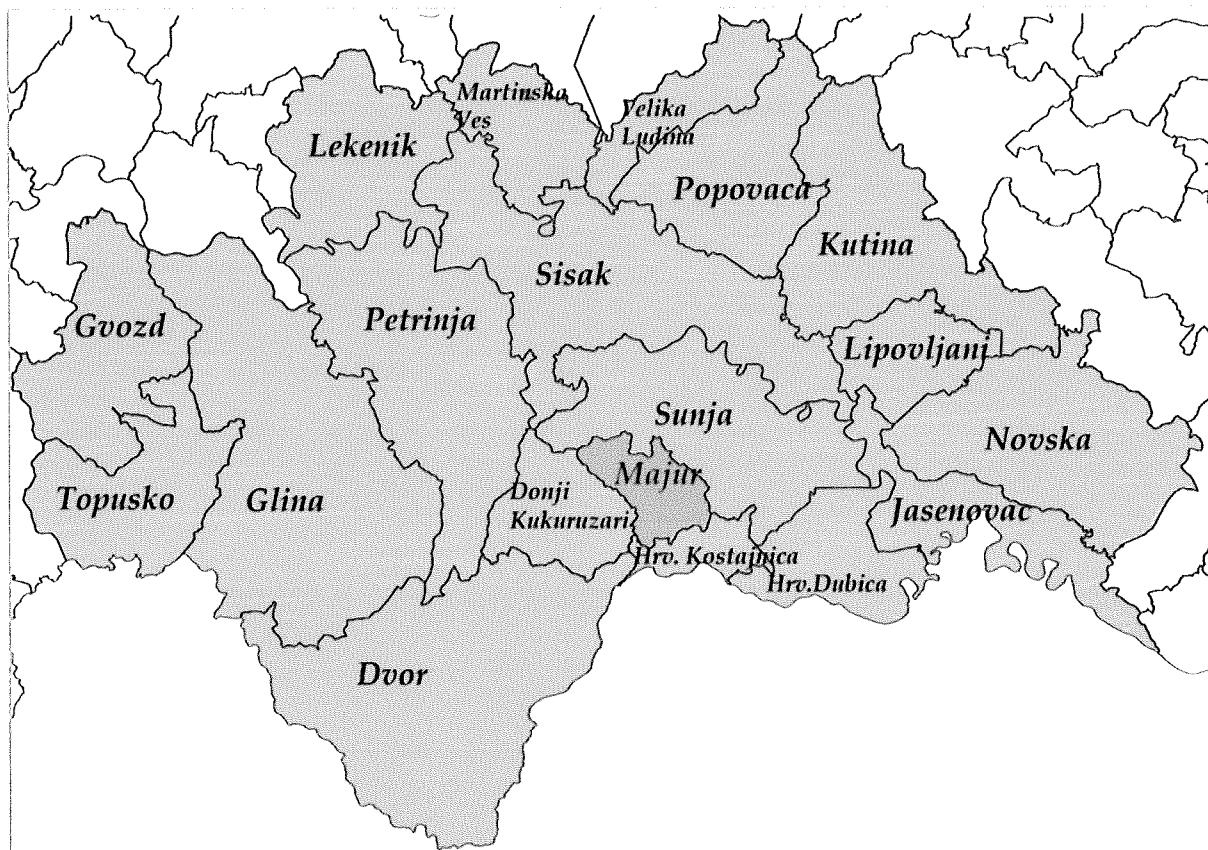 Martinska
Ves
Velika
Ludina
Lekenik
Popovaca
Kutina
Sisak
Gvozd
Petrinja
Lipovljani
Sunja
Novska
Majur
Topusko
Glina
Donji
Kukuruzari
Jasenovac
Hrv. Kostajnica
Hrv.Dubica
Dvor